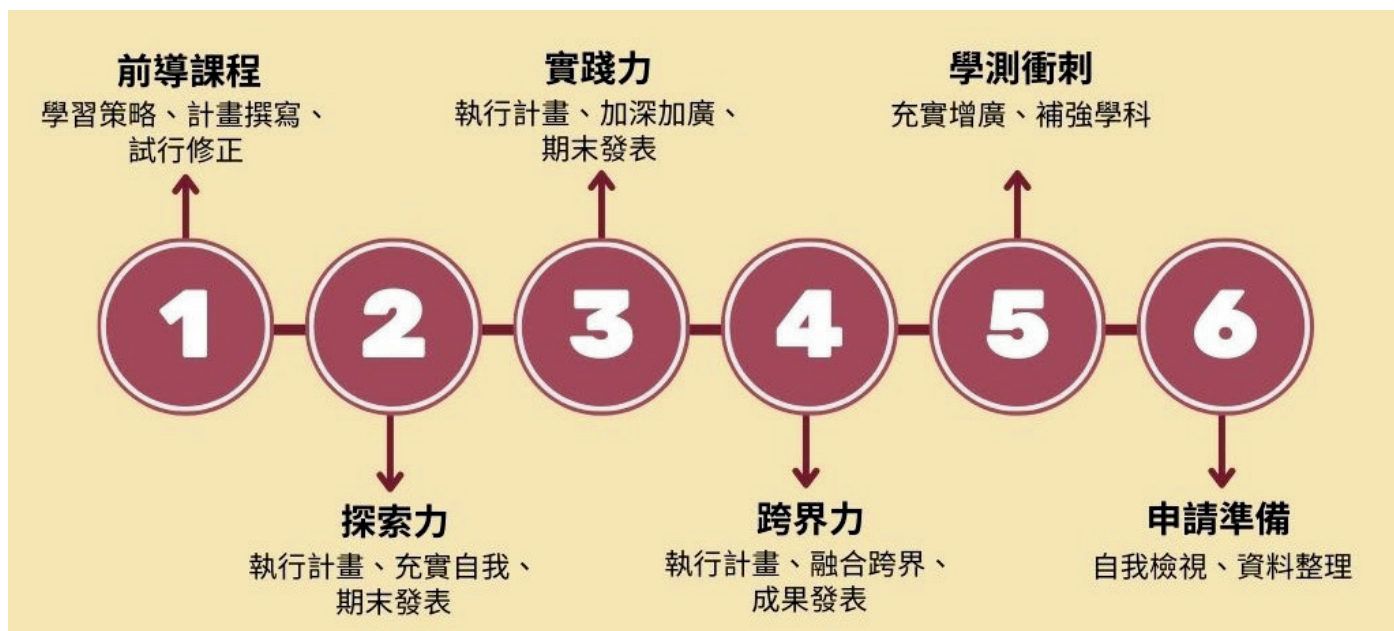 前導課程
學習策略、計畫撰寫、
試行修正
實踐力
執行計畫、加深加廣、
期末發表
學測衝刺
充實增廣、補強學科
1
2
3
4
5
6
探索力
執行計畫、充實自我、
期末發表
跨界力
執行計畫、融合跨界、
成果發表
申請準備
自我檢視、資料整理